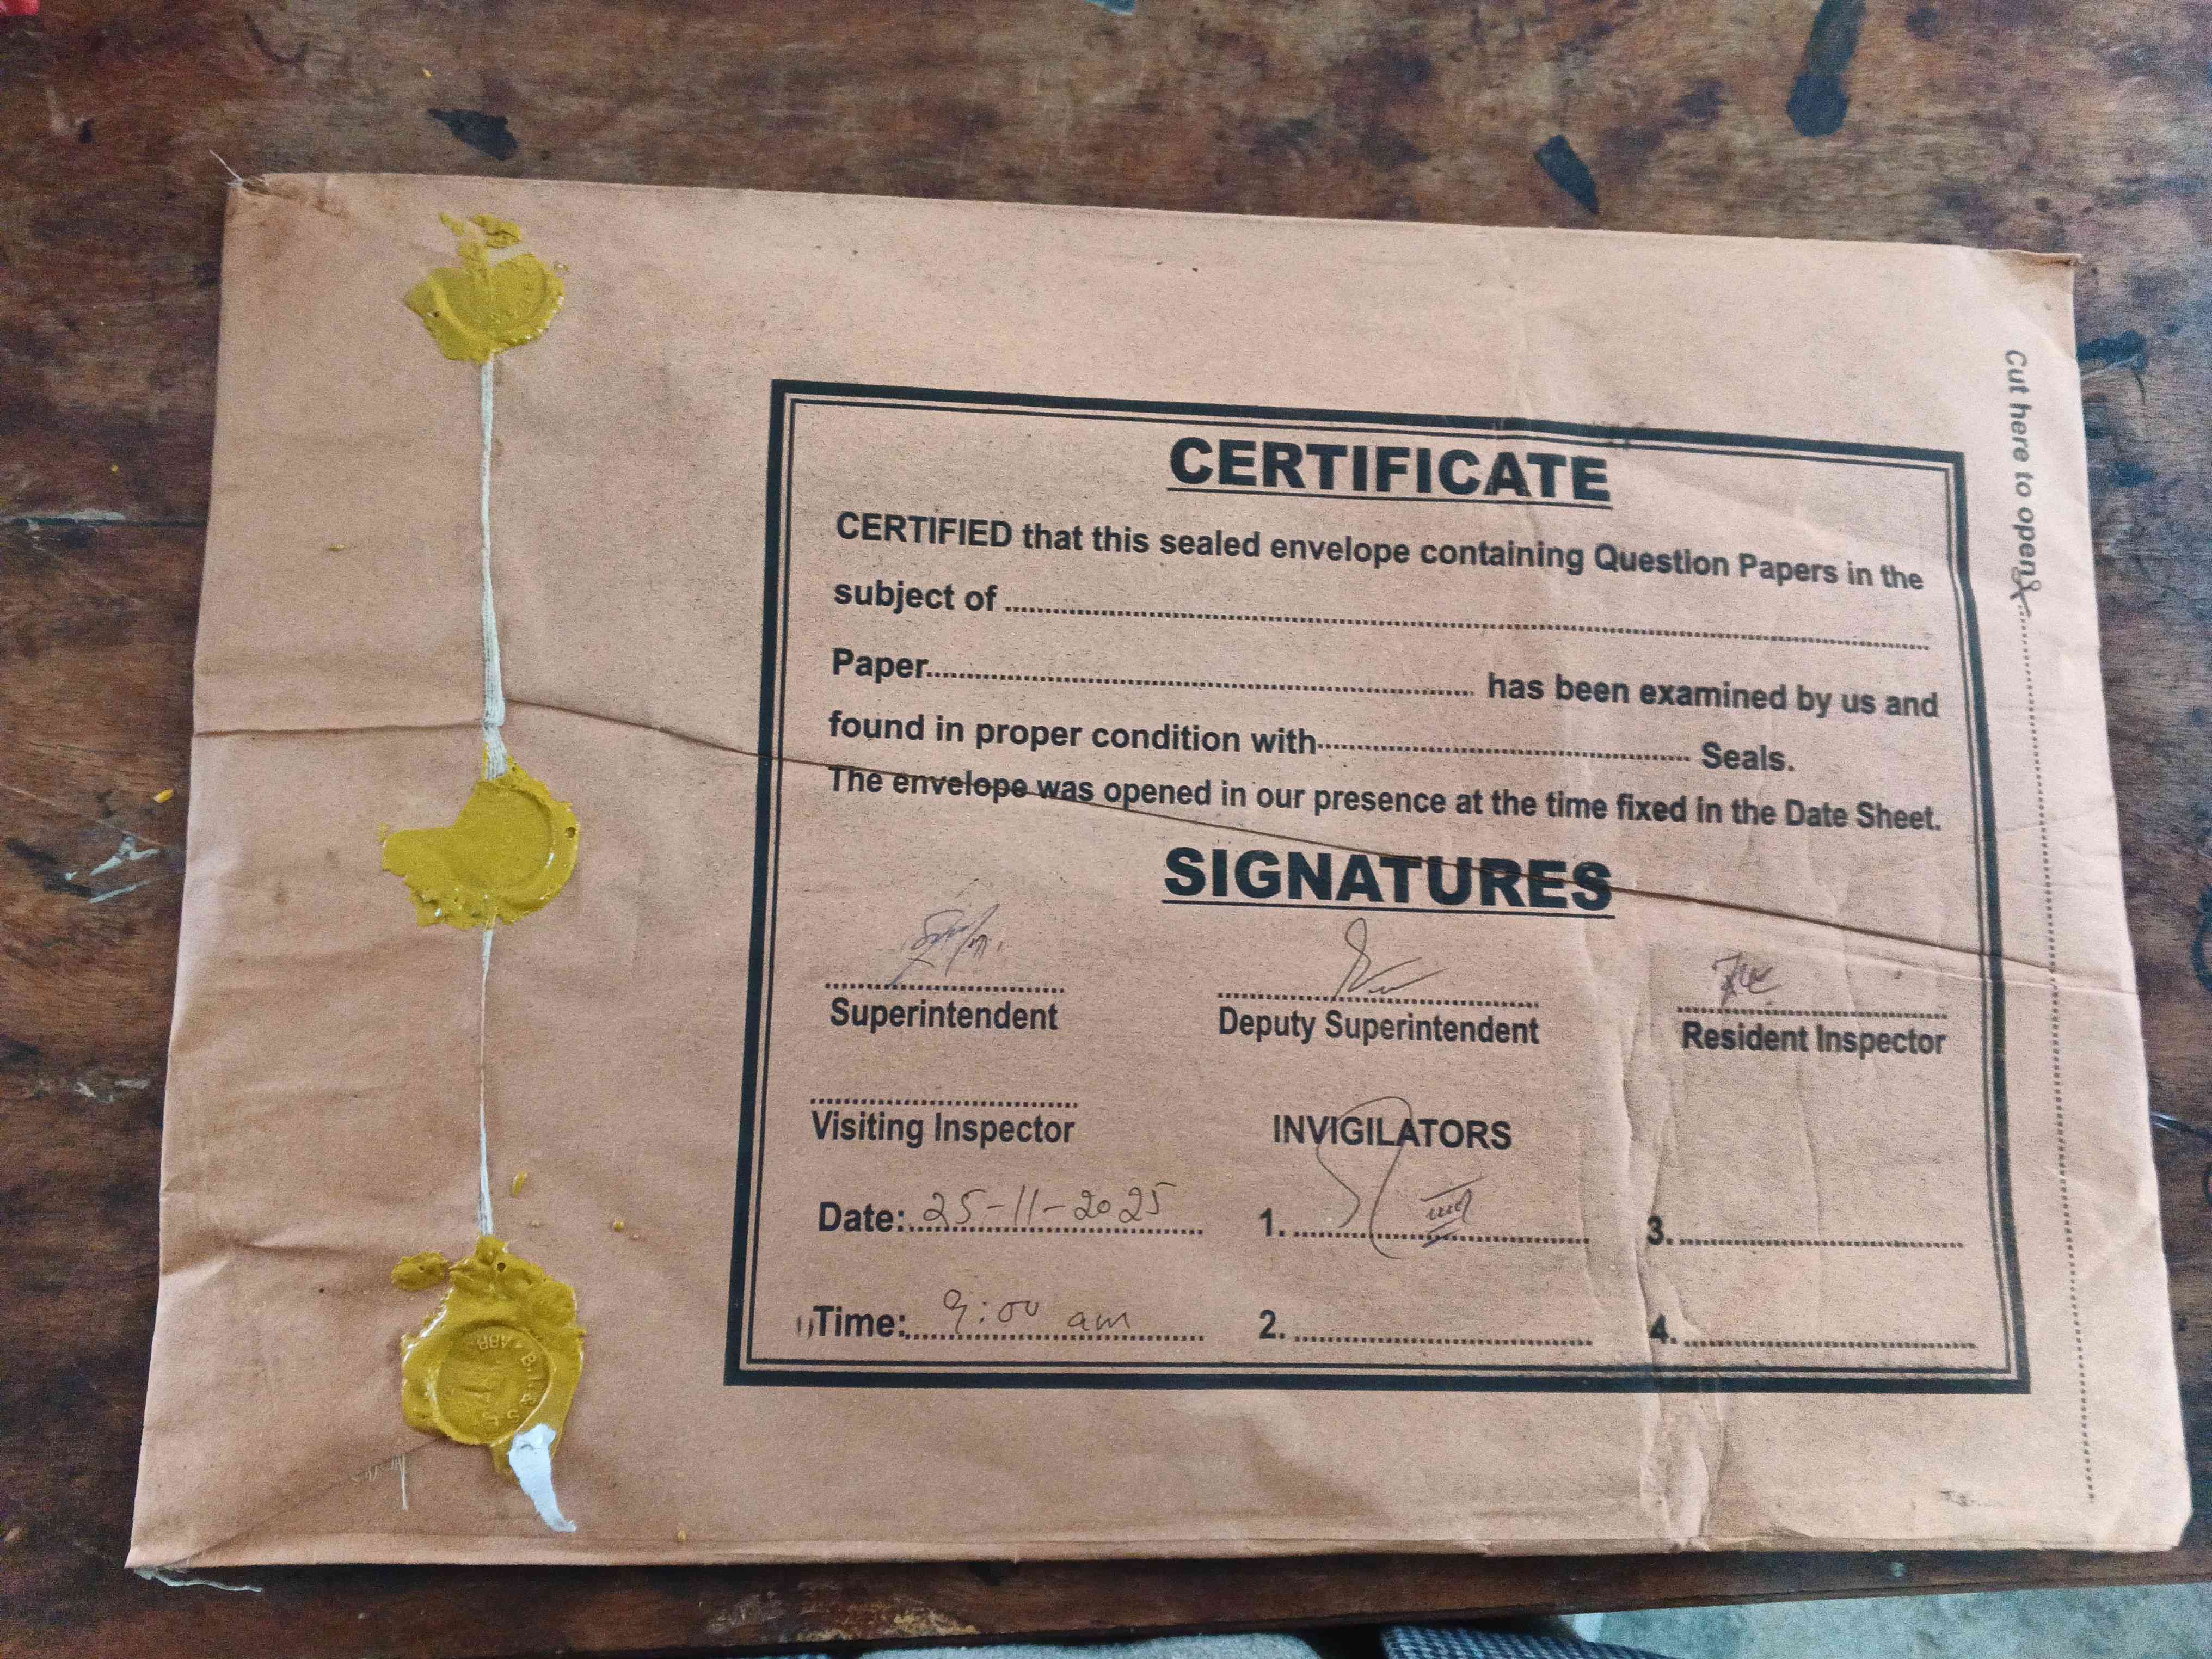 CERTIFICATE
CERTIFIED that this sealed envelope containing Question Papers in the
subject of ........................................
Paper........................................ has been examined by us and
found in proper condition with........................................ Seals.
The envelope was opened in our presence at the time fixed in the Date Sheet.
SIGNATURES
Superintendent Deputy Superintendent Resident Inspector
Visiting Inspector INVIGILATORS
Date: 25-11-2025 1. ............... 3. ...............
Time: 9:00 am 2. ............... 4. ...............
Cut here to open
B.I.&S
ABB